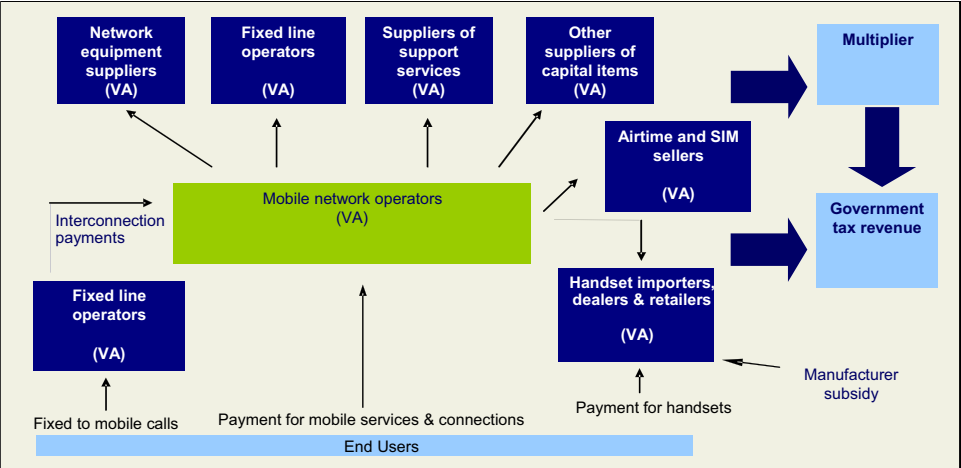 Network
equipment
suppliers
(VA)
Fixed line
operators
(VA)
Suppliers of
support
services
(VA)
Other
suppliers of
capital items
(VA)
Multiplier
Airtime and SIM
sellers
(VA)
Mobile network operators
(VA)
Interconnection
payments
Government
tax revenue
Fixed line
operators
(VA)
Handset importers,
dealers & retailers
(VA)
Manufacturer
subsidy
Fixed to mobile calls
Payment for mobile services & connections
Payment for handsets
End Users